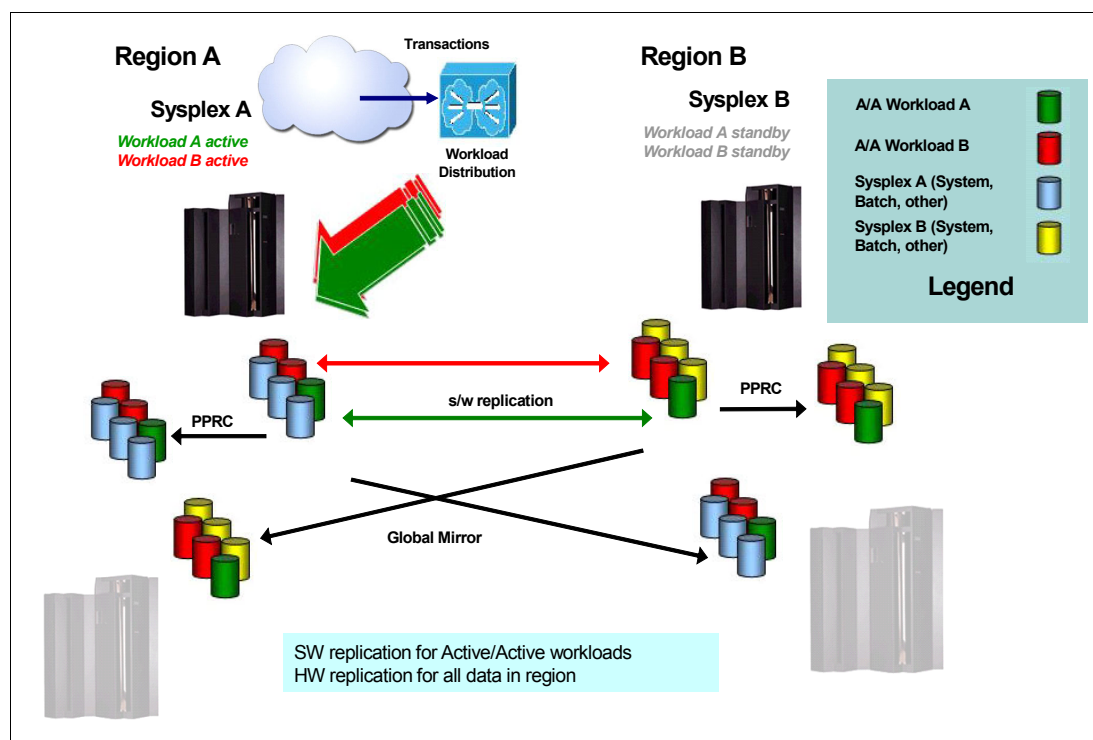 Region A
Transactions
Region B
Sysplex A
Sysplex B
Workload A active
Workload B active
Workload
Distribution
Workload A standby
Workload B standby
A/A Workload A
A/A Workload B
Sysplex A (System,
Batch, other)
Sysplex B (System,
Batch, other)
Legend
PPRC
s/w replication
PPRC
Global Mirror
SW replication for Active/Active workloads
HW replication for all data in region